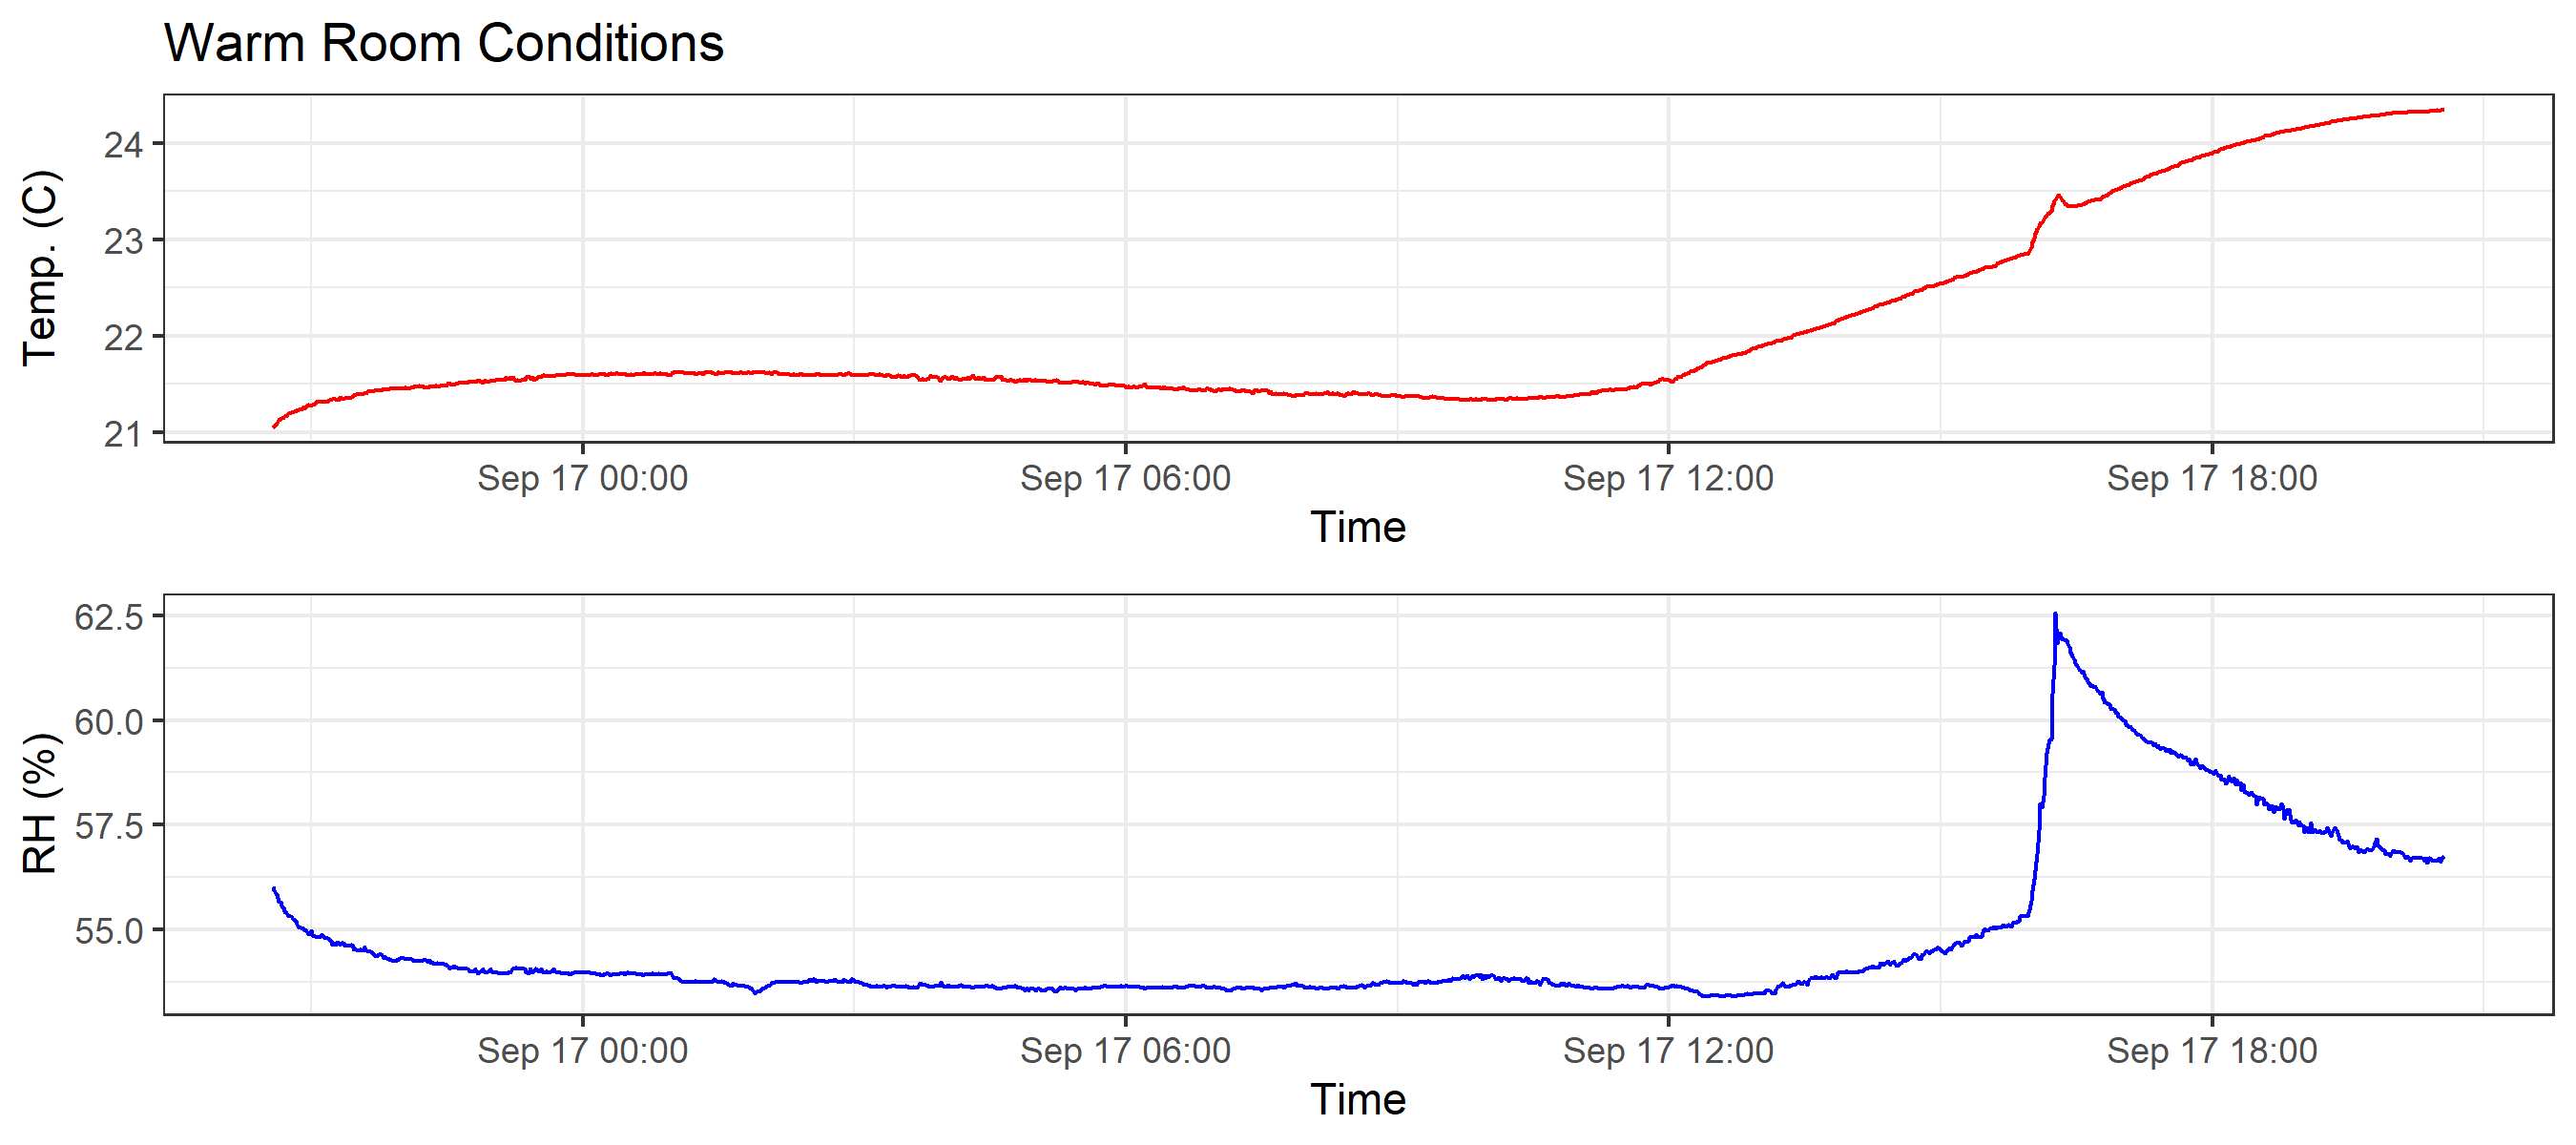 Warm Room Conditions
Temp. (C)
24
23
22
21
Sep 17 00:00 Sep 17 06:00 Sep 17 12:00 Sep 17 18:00
Time
RH (%)
62.5
60.0
57.5
55.0
Sep 17 00:00 Sep 17 06:00 Sep 17 12:00 Sep 17 18:00
Time